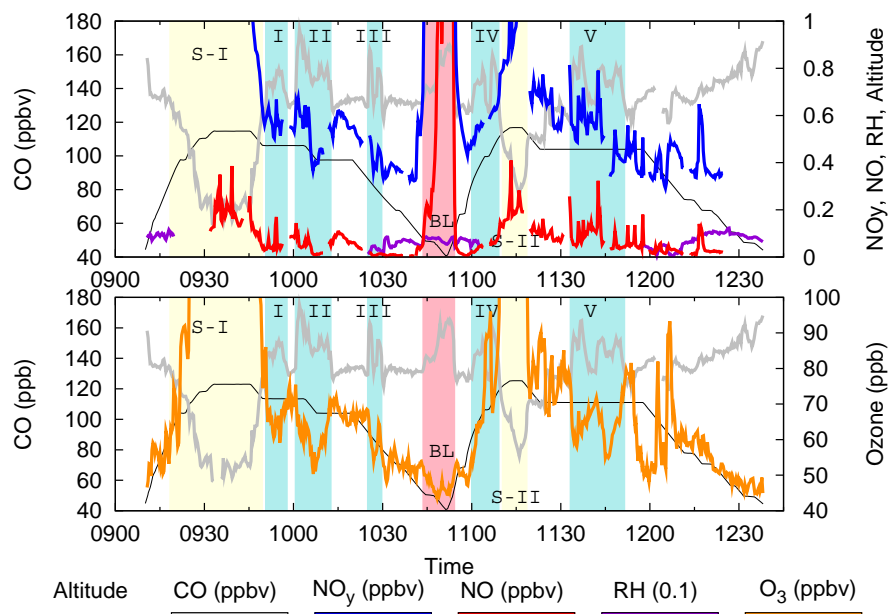 180 1
160 S-I I II III IV V 0.8
140
120 0.6
100 0.4
80
60 0.2
40 BL S-II 0
CO (ppbv)
NOy, NO, RH, Altitude
0900 0930 1000 1030 1100 1130 1200 1230
180 100
160 S-I I II III IV V 90
140 80
120
100 70
80 60
60 BL 50
40 S-II 40
CO (ppb)
Ozone (ppb)
0900 0930 1000 1030 1100 1130 1200 1230
Time
Altitude CO (ppbv) NOy (ppbv) NO (ppbv) RH (0.1) O3 (ppbv)